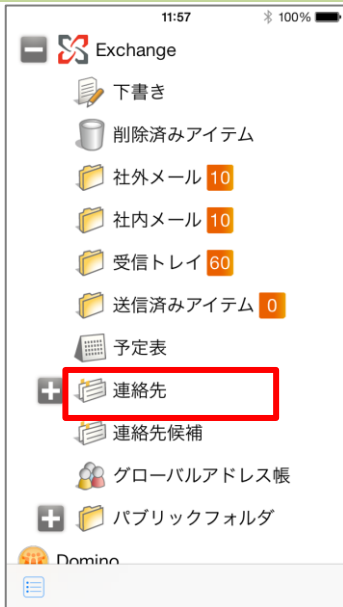 11:57 100%
Exchange
下書き
削除済みアイテム
社外メール 10
社内メール 10
受信トレイ 60
送信済みアイテム 0
予定表
連絡先
連絡先候補
グローバルアドレス帳
パブリックフォルダ
Domino